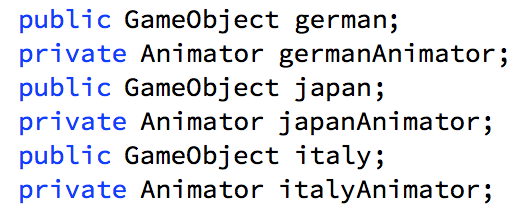 public GameObject german;
private Animator germanAnimator;
public GameObject japan;
private Animator japanAnimator;
public GameObject italy;
private Animator italyAnimator;